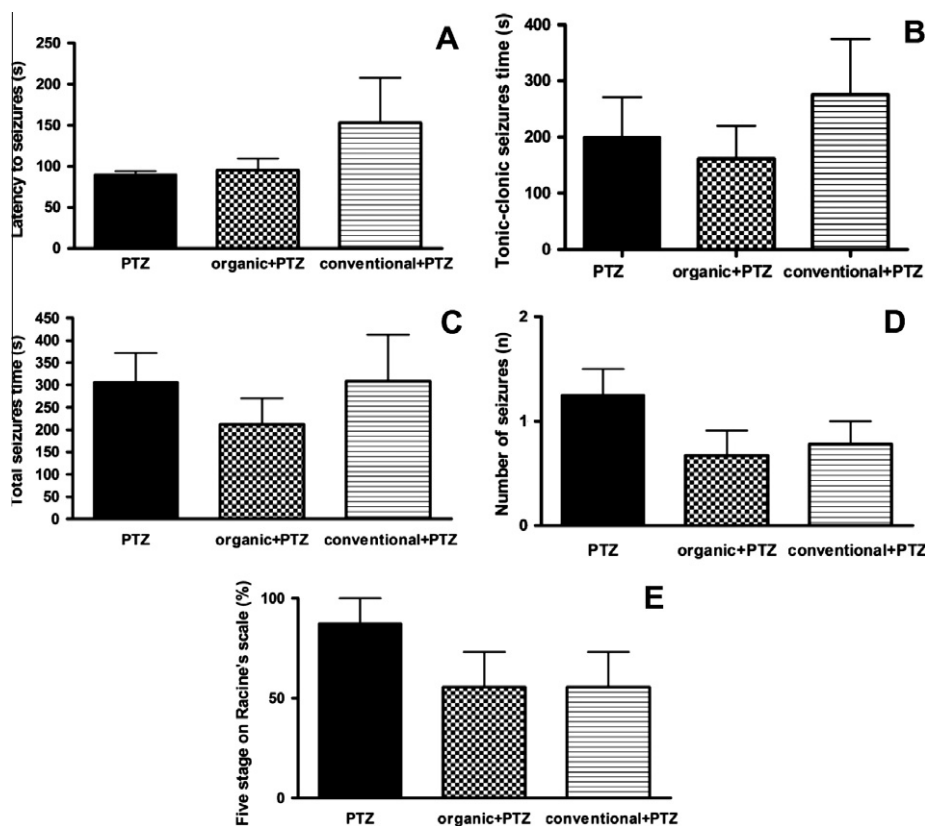 A
Latency to seizures (s)
250
200
150
100
50
0
PTZ organic+PTZ conventional+PTZ
B
Tonic-clonic seizures time (s)
400
300
200
100
0
PTZ organic+PTZ conventional+PTZ
C
Total seizures time (s)
450
400
350
300
250
200
150
100
50
0
PTZ organic+PTZ conventional+PTZ
D
Number of seizures (n)
2
1
0
PTZ organic+PTZ conventional+PTZ
E
Five stage on Racine's scale (%)
100
50
0
PTZ organic+PTZ conventional+PTZ